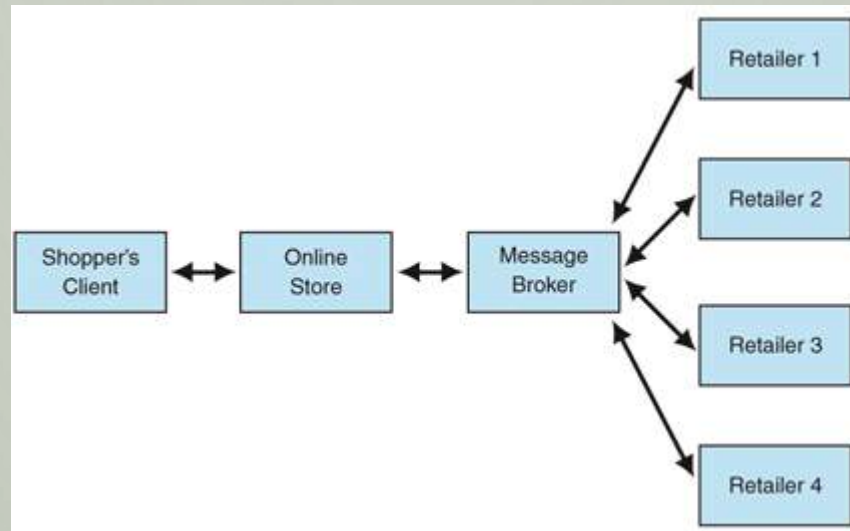 Shopper's
Client
Online
Store
Message
Broker
Retailer 1
Retailer 2
Retailer 3
Retailer 4